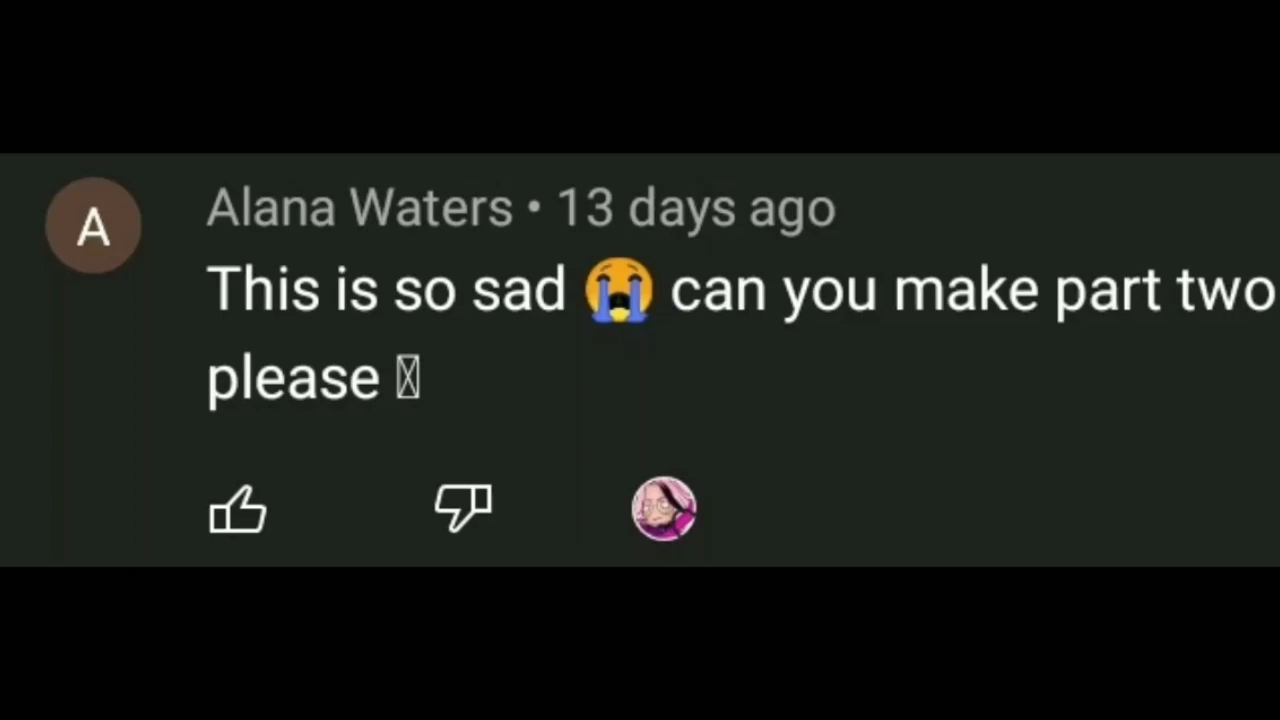 A
Alana Waters • 13 days ago
This is so sad 😭 can you make part two
please